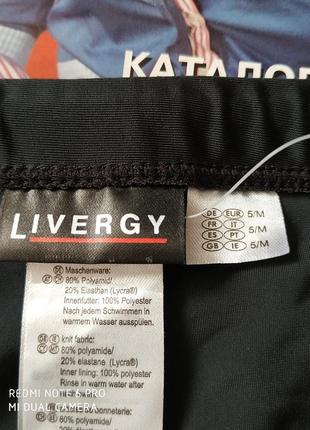 КАТАЛОГ
LIVERGY
DE EUR 5/M
FR IT 5/M
ES PT 5/M
GB IE 5/M
DE Maschenware:
80% Polyamid/
20% Elasthan (Lycra®)
Innenfutter: 100% Polyester
Nach jedem Schwimmen in
warmem Wasser ausspülen
knit fabric:
80% polyamide/
20% elastane (Lycra®)
Inner lining: 100% polyester
Rinse in warm water after
REDMI NOTE 6 PRO
MI DUAL CAMERA